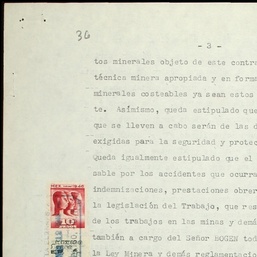 30
- 3 -
tos minerales objeto de este contra
técnica minera apropiada y en forma
minerales costeables ya sean estos
te. Asímismo, queda estipulado que
que se lleven a cabo serán de las d
exigidas para la seguridad y protec
Queda igualmente estipulado que el
sable por los accidentes que ocurra
indemnizaciones, prestaciones obrer
la legislación del Trabajo, que res
de los trabajos en las minas y demá
también a cargo del Señor BOGEN tod
la Ley Minera y demás reglamentacio